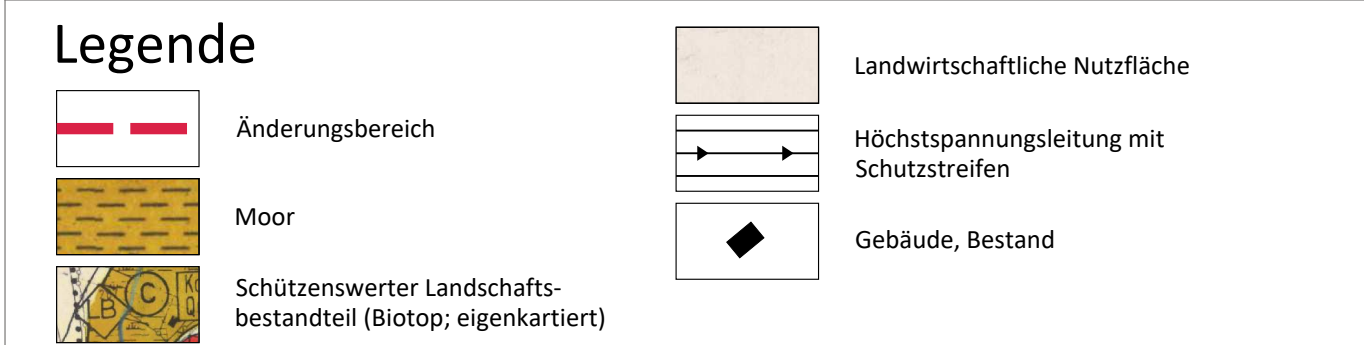 Legende
Änderungsbereich
Moor
B
C
Schützenswerter Landschafts-
bestandteil (Biotop; eigenkartiert)
Landwirtschaftliche Nutzfläche
Höchstspannungsleitung mit
Schutzstreifen
Gebäude, Bestand